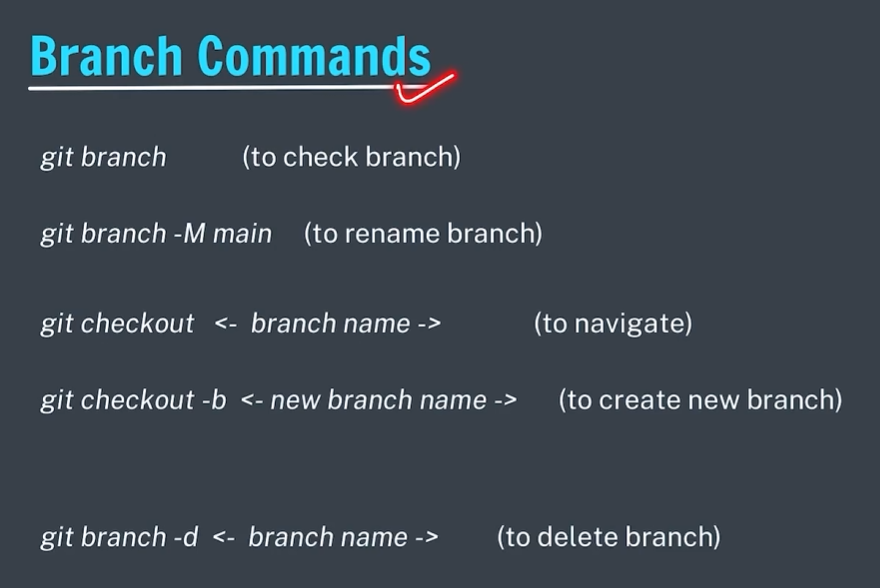 Branch Commands
git branch (to check branch)
git branch -M main (to rename branch)
git checkout <- branch name -> (to navigate)
git checkout -b <- new branch name -> (to create new branch)
git branch -d <- branch name -> (to delete branch)